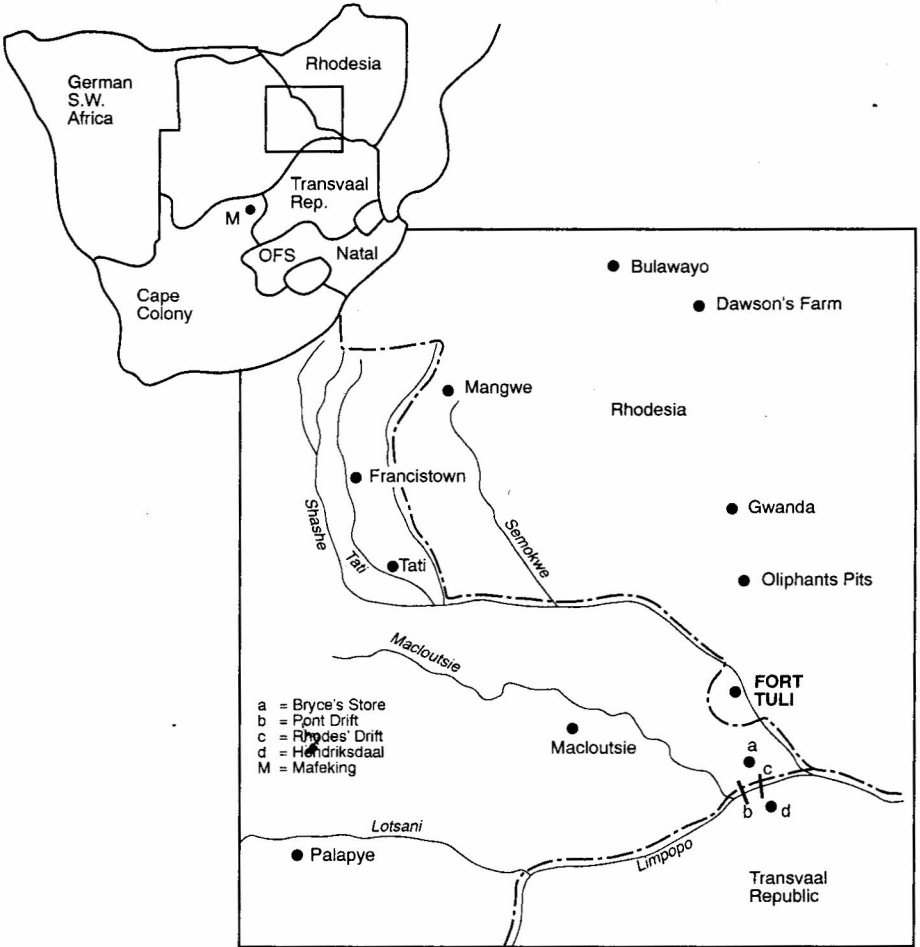 Rhodesia
German
S.W.
Africa
Transvaal
Rep.
M
OFS
Natal
Cape
Colony
Bulawayo
Dawson's Farm
Mangwe
Rhodesia
Francistown
Gwanda
Shashe
Tati
Semokwe
Tati
Oliphants Pits
Macloutsie
FORT
TULI
a = Bryce's Store
b = Pont Drift
c = Rhodes' Drift
d = Hendriksdaal
M = Mafeking
Macloutsie
a
c
b
d
Lotsani
Limpopo
Palapye
Transvaal
Republic